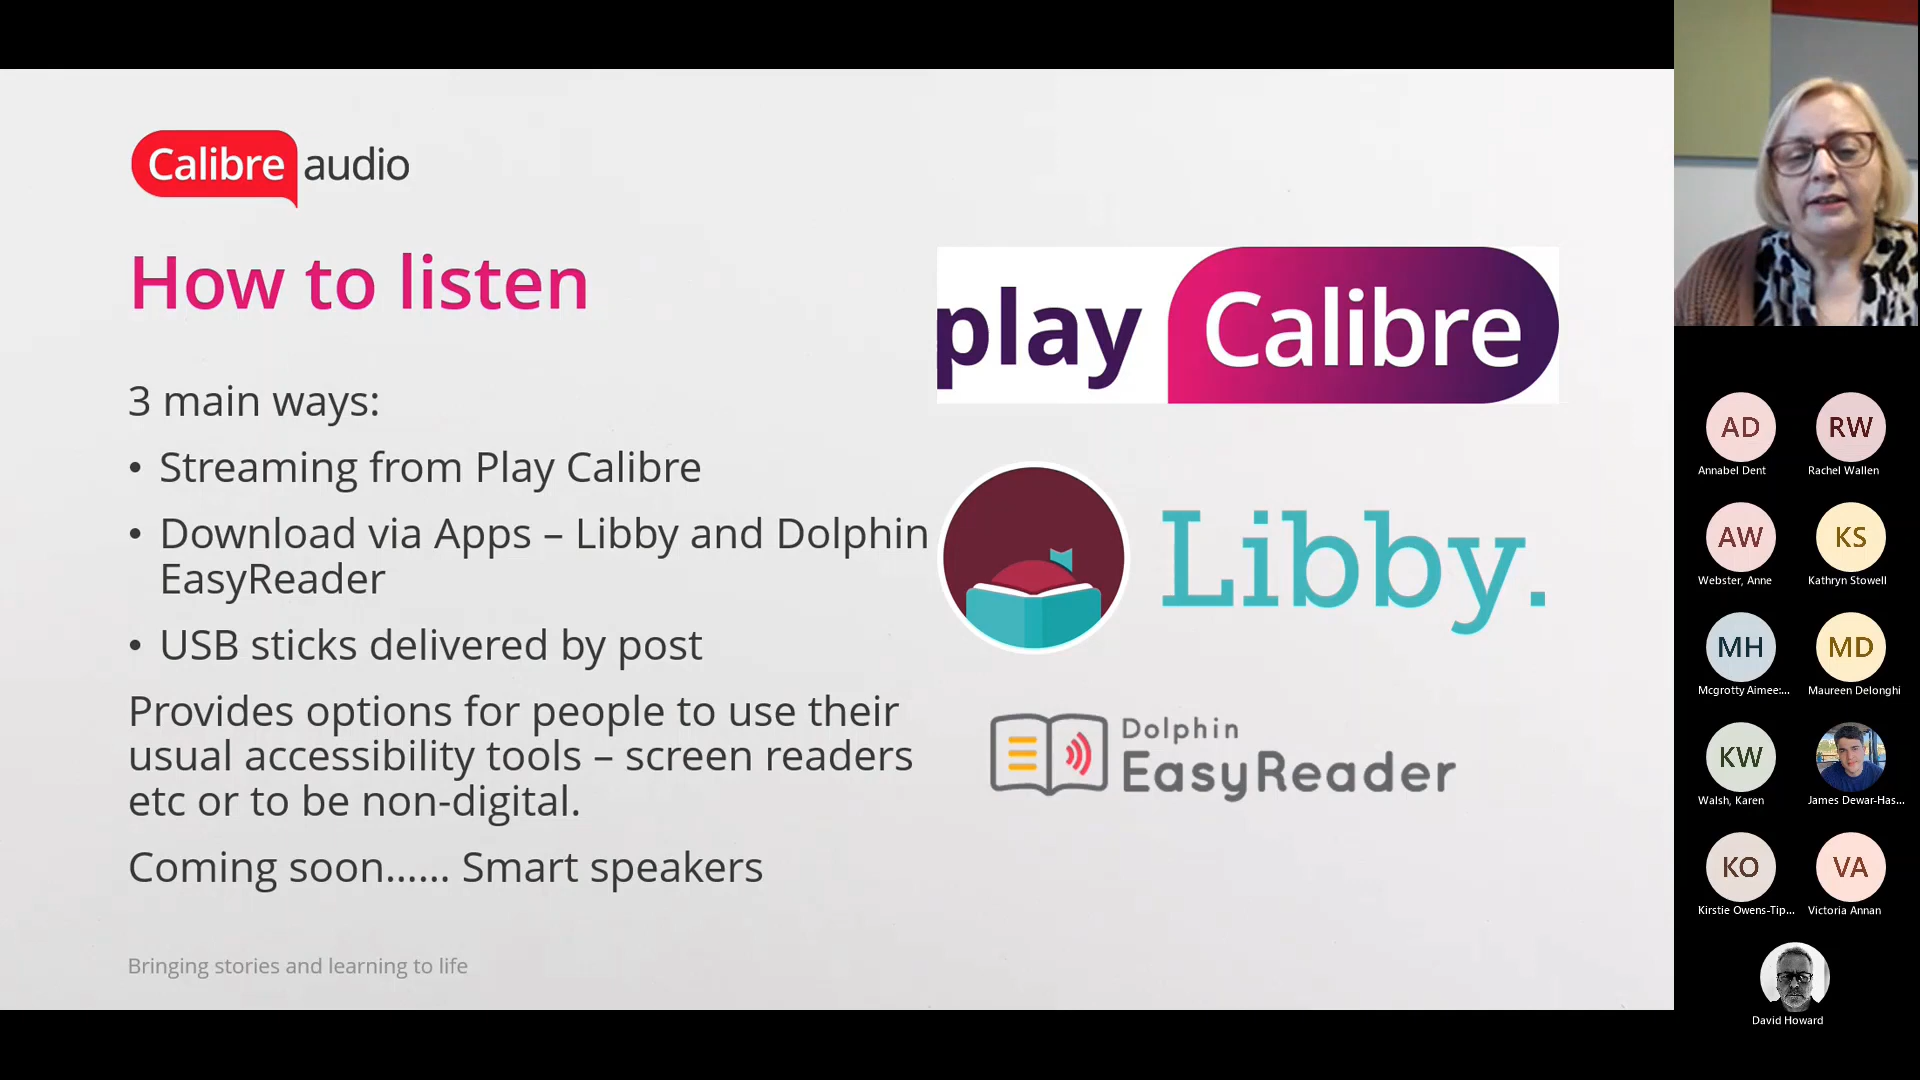 Calibre audio
How to listen
3 main ways:
• Streaming from Play Calibre
• Download via Apps – Libby and Dolphin
EasyReader
• USB sticks delivered by post
Provides options for people to use their
usual accessibility tools – screen readers
etc or to be non-digital.
Coming soon...... Smart speakers
Bringing stories and learning to life
play Calibre
Libby.
Dolphin
EasyReader
AD
Annabel Dent
RW
Rachel Wallen
AW
Webster, Anne
KS
Kathryn Stowell
MH
Mcgrotty Aimee:...
MD
Maureen Delonghi
KW
Walsh, Karen
James Dewar-Has...
KO
Kirstie Owens-Tip...
VA
Victoria Annan
David Howard